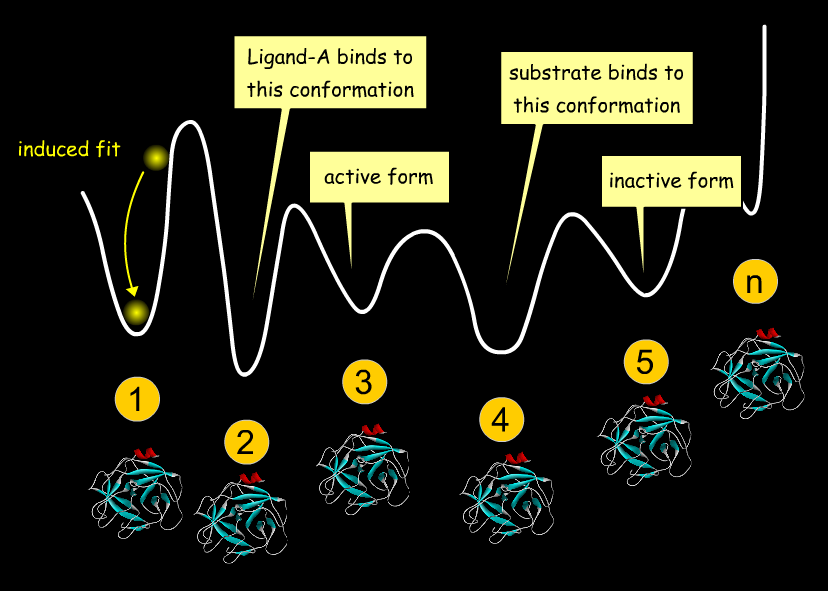 Ligand-A binds to
this conformation
substrate binds to
this conformation
induced fit
active form
inactive form
n
5
3
1
4
2